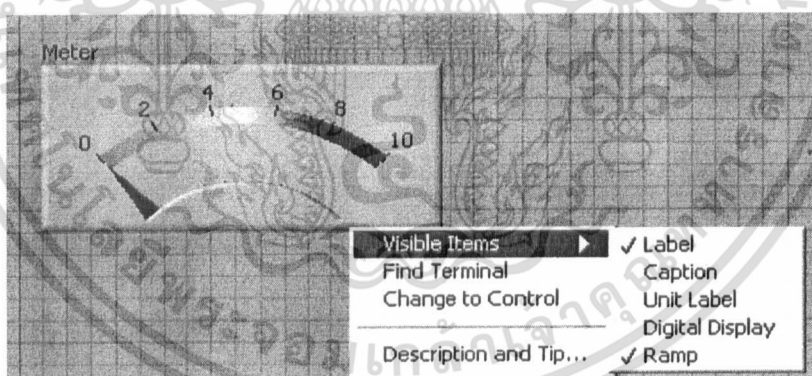 Meter
0 2 4 6 8 10
Visible Items ✓ Label
Find Terminal Caption
Change to Control Unit Label
Digital Display
Description and Tip... ✓ Ramp